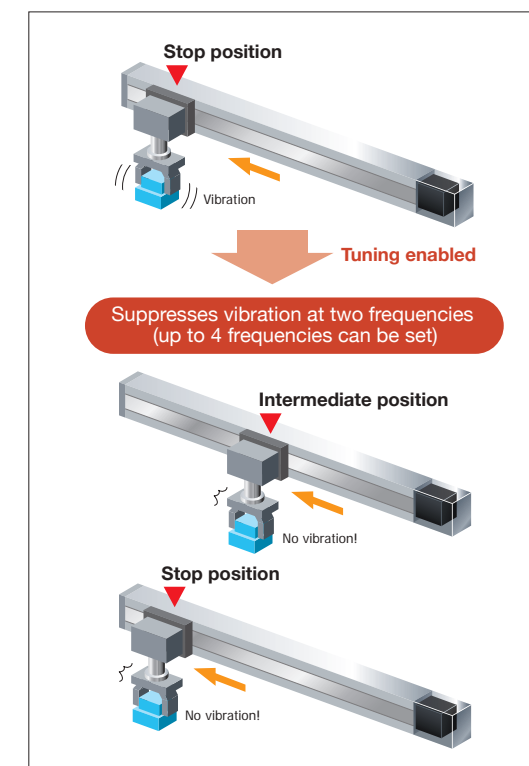 Stop position
Vibration
Tuning enabled
Suppresses vibration at two frequencies
(up to 4 frequencies can be set)
Intermediate position
No vibration!
Stop position
No vibration!